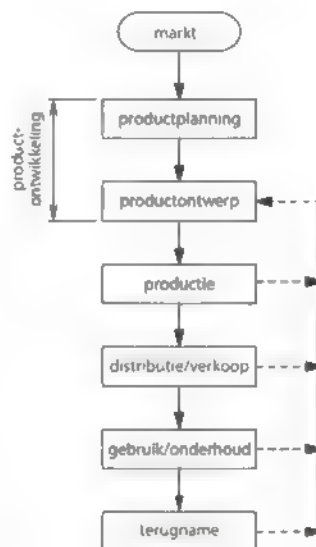 markt
productplanning
product-
ontwikkeling
productontwerp
productie
distributie/verkoop
gebruik/onderhoud
terugname